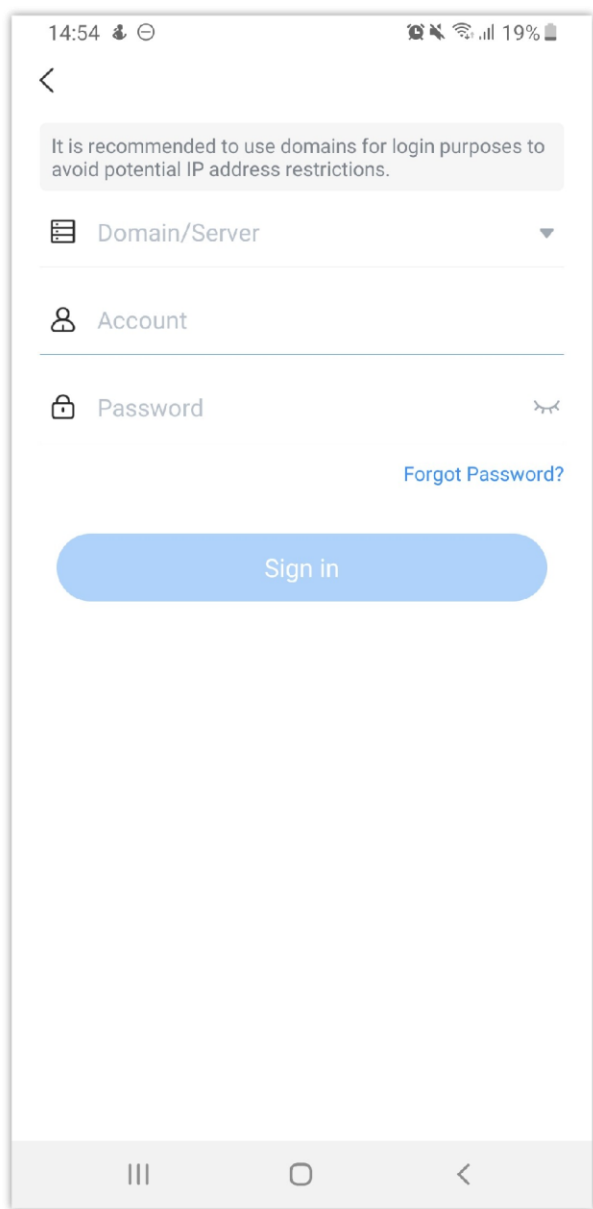 14:54 19%
It is recommended to use domains for login purposes to
avoid potential IP address restrictions.
Domain/Server
Account
Password
Forgot Password?
Sign in